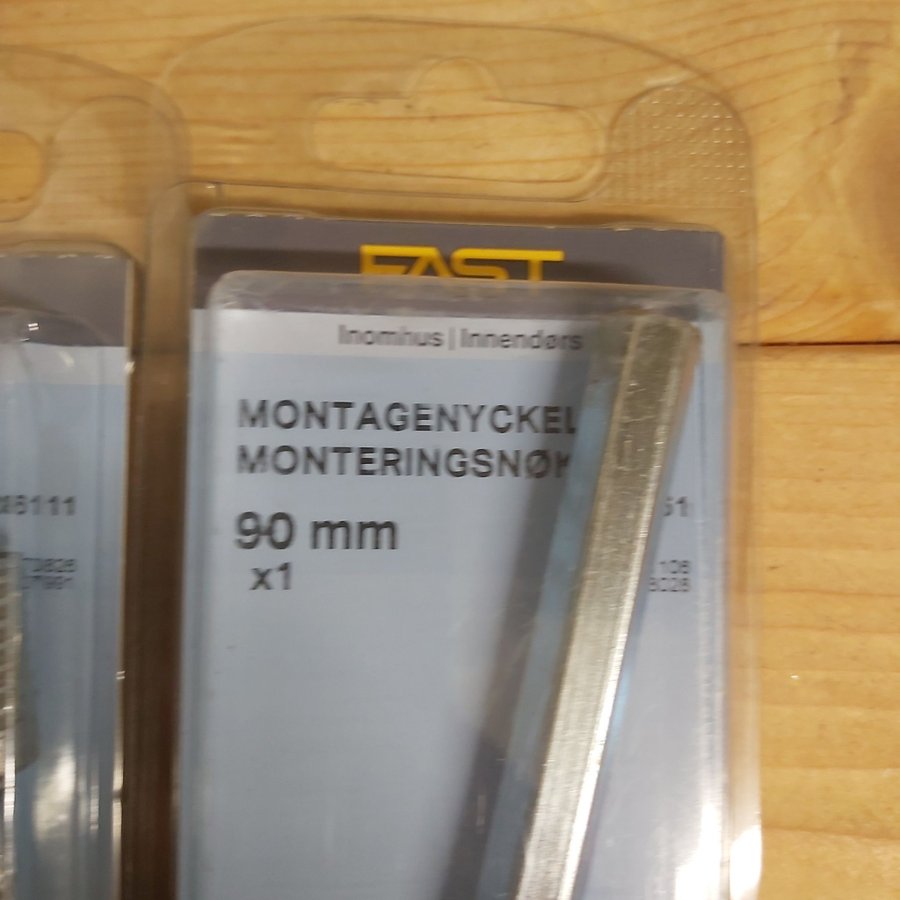 FAST
Inomhus | Innendørs
MONTAGENYCKEL
MONTERINGSNØK
90 mm
x1